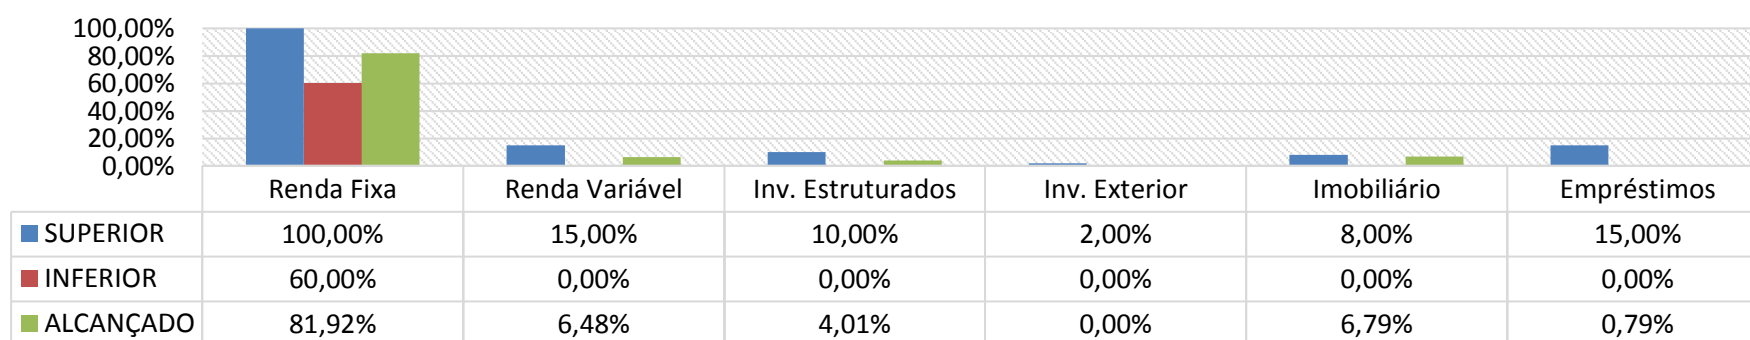 100,00%
80,00%
60,00%
40,00%
20,00%
0,00%
Renda Fixa Renda Variável Inv. Estruturados Inv. Exterior Imobiliário Empréstimos
SUPERIOR 100,00% 15,00% 10,00% 2,00% 8,00% 15,00%
INFERIOR 60,00% 0,00% 0,00% 0,00% 0,00% 0,00%
ALCANÇADO 81,92% 6,48% 4,01% 0,00% 6,79% 0,79%